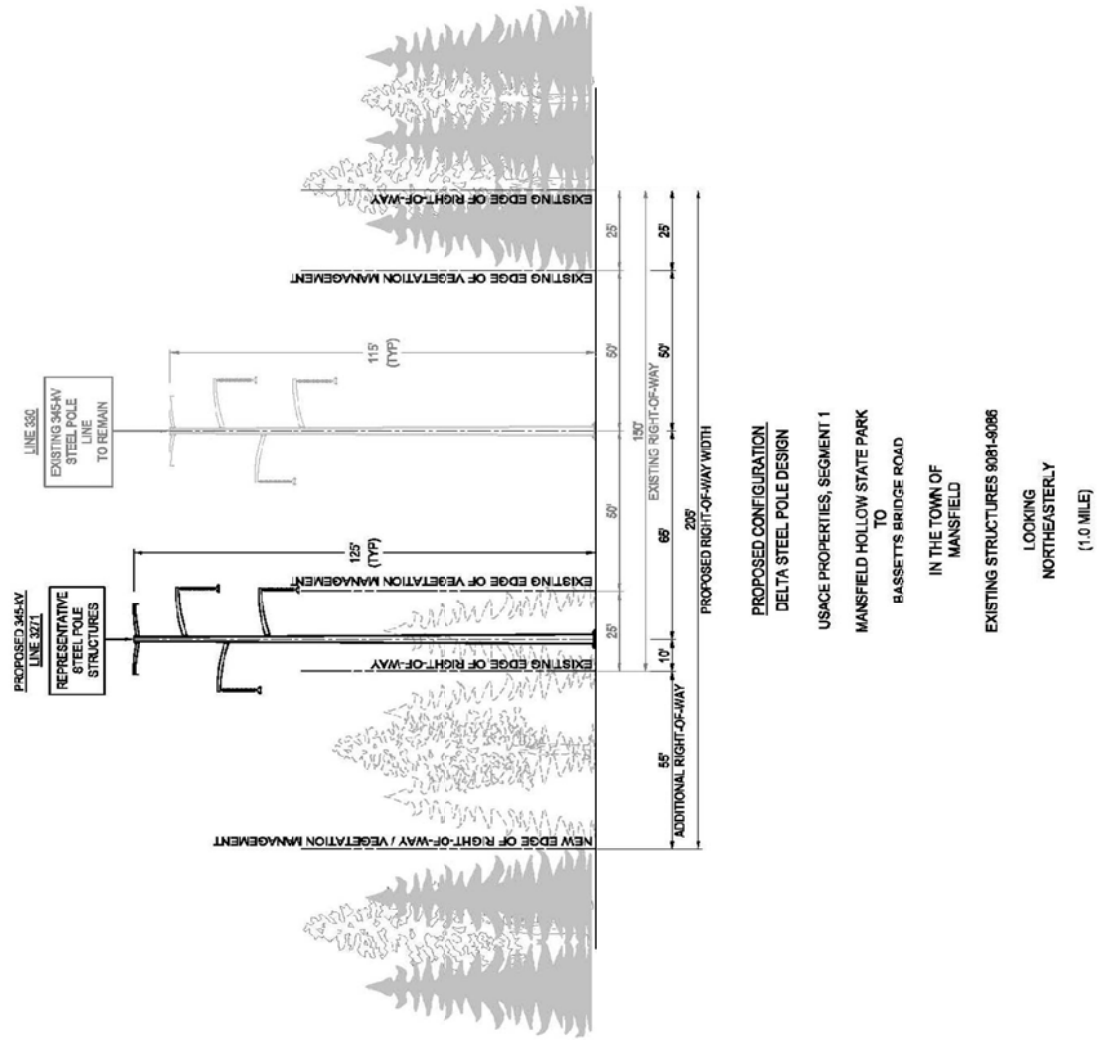 PROPOSED 345-kV
LINE 3271
REPRESENTATIVE
STEEL POLE
STRUCTURES
LINE 330
EXISTING 345-kV
STEEL POLE
LINE
TO REMAIN
125'
(TYP)
115'
(TYP)
NEW EDGE OF RIGHT-OF-WAY / VEGETATION MANAGEMENT
EXISTING EDGE OF RIGHT-OF-WAY
EXISTING EDGE OF VEGETATION MANAGEMENT
EXISTING EDGE OF VEGETATION MANAGEMENT
EXISTING EDGE OF RIGHT-OF-WAY
25'
50'
50'
25'
150'
EXISTING RIGHT-OF-WAY
55'
10'
65'
50'
25'
ADDITIONAL RIGHT-OF-WAY
205'
PROPOSED RIGHT-OF-WAY WIDTH
PROPOSED CONFIGURATION
DELTA STEEL POLE DESIGN
USACE PROPERTIES, SEGMENT 1
MANSFIELD HOLLOW STATE PARK
TO
BASSETTS BRIDGE ROAD
IN THE TOWN OF
MANSFIELD
EXISTING STRUCTURES 9081-9086
LOOKING
NORTHEASTERLY
(1.0 MILE)